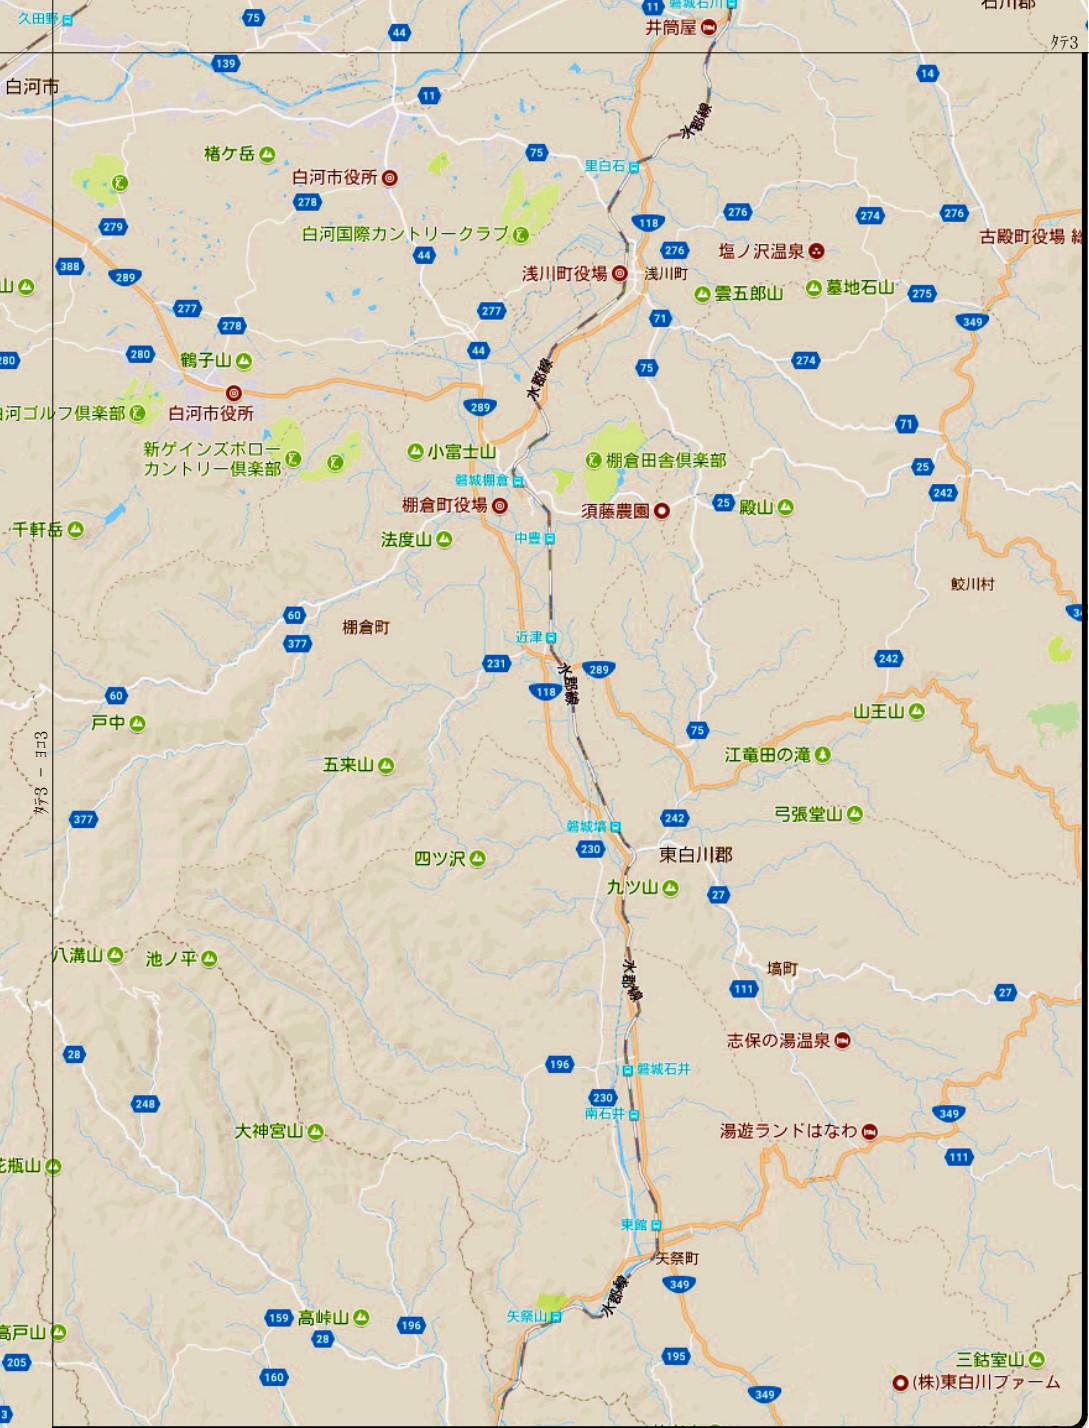 久田野
75
44
11
磐城石川
石川郡
井筒屋
ﾀﾃ3
139
白河市
11
14
水郡線
楮ケ岳
75
里白石
白河市役所
278
276
274
276
118
279
白河国際カントリークラブ
44
276
塩ノ沢温泉
古殿町役場
388
289
浅川町役場
浅川町
山
雲五郎山
墓地石山
275
277
277
278
71
349
280
280
鶴子山
44
水郡線
75
274
白河市役所
289
河ゴルフ倶楽部
71
新ゲインズボロー
カントリー倶楽部
小富士山
棚倉田舎倶楽部
25
磐城棚倉
242
棚倉町役場
須藤農園
25
殿山
千軒岳
法度山
中豊
鮫川村
60
棚倉町
377
近津
231
289
水郡線
242
60
118
戸中
75
山王山
ﾀﾃ3 － ﾖｺ3
五来山
江竜田の滝
377
磐城塙
242
弓張堂山
230
東白川郡
四ツ沢
九ツ山
27
八溝山
池ノ平
水郡線
塙町
111
27
志保の湯温泉
28
196
磐城石井
248
230
南石井
349
大神宮山
湯遊ランドはなわ
花瓶山
111
東館
矢祭町
349
水郡線
159
高峠山
矢祭山
196
高戸山
28
205
195
三鈷室山
160
(株)東白川ファーム
349
3